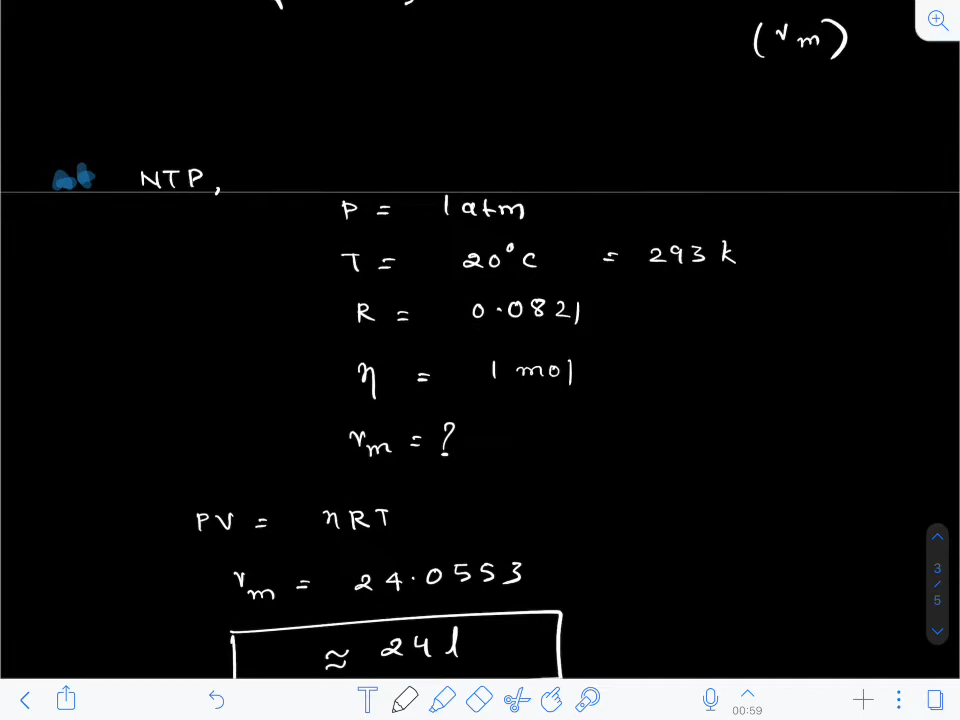 (Vm)
At NTP,
P = 1 atm
T = 20°C = 293 k
R = 0.0821
n = 1 mol
Vm = ?
PV = nRT
Vm = 24.0553
≈ 24 l
3
/
5
T
00:59